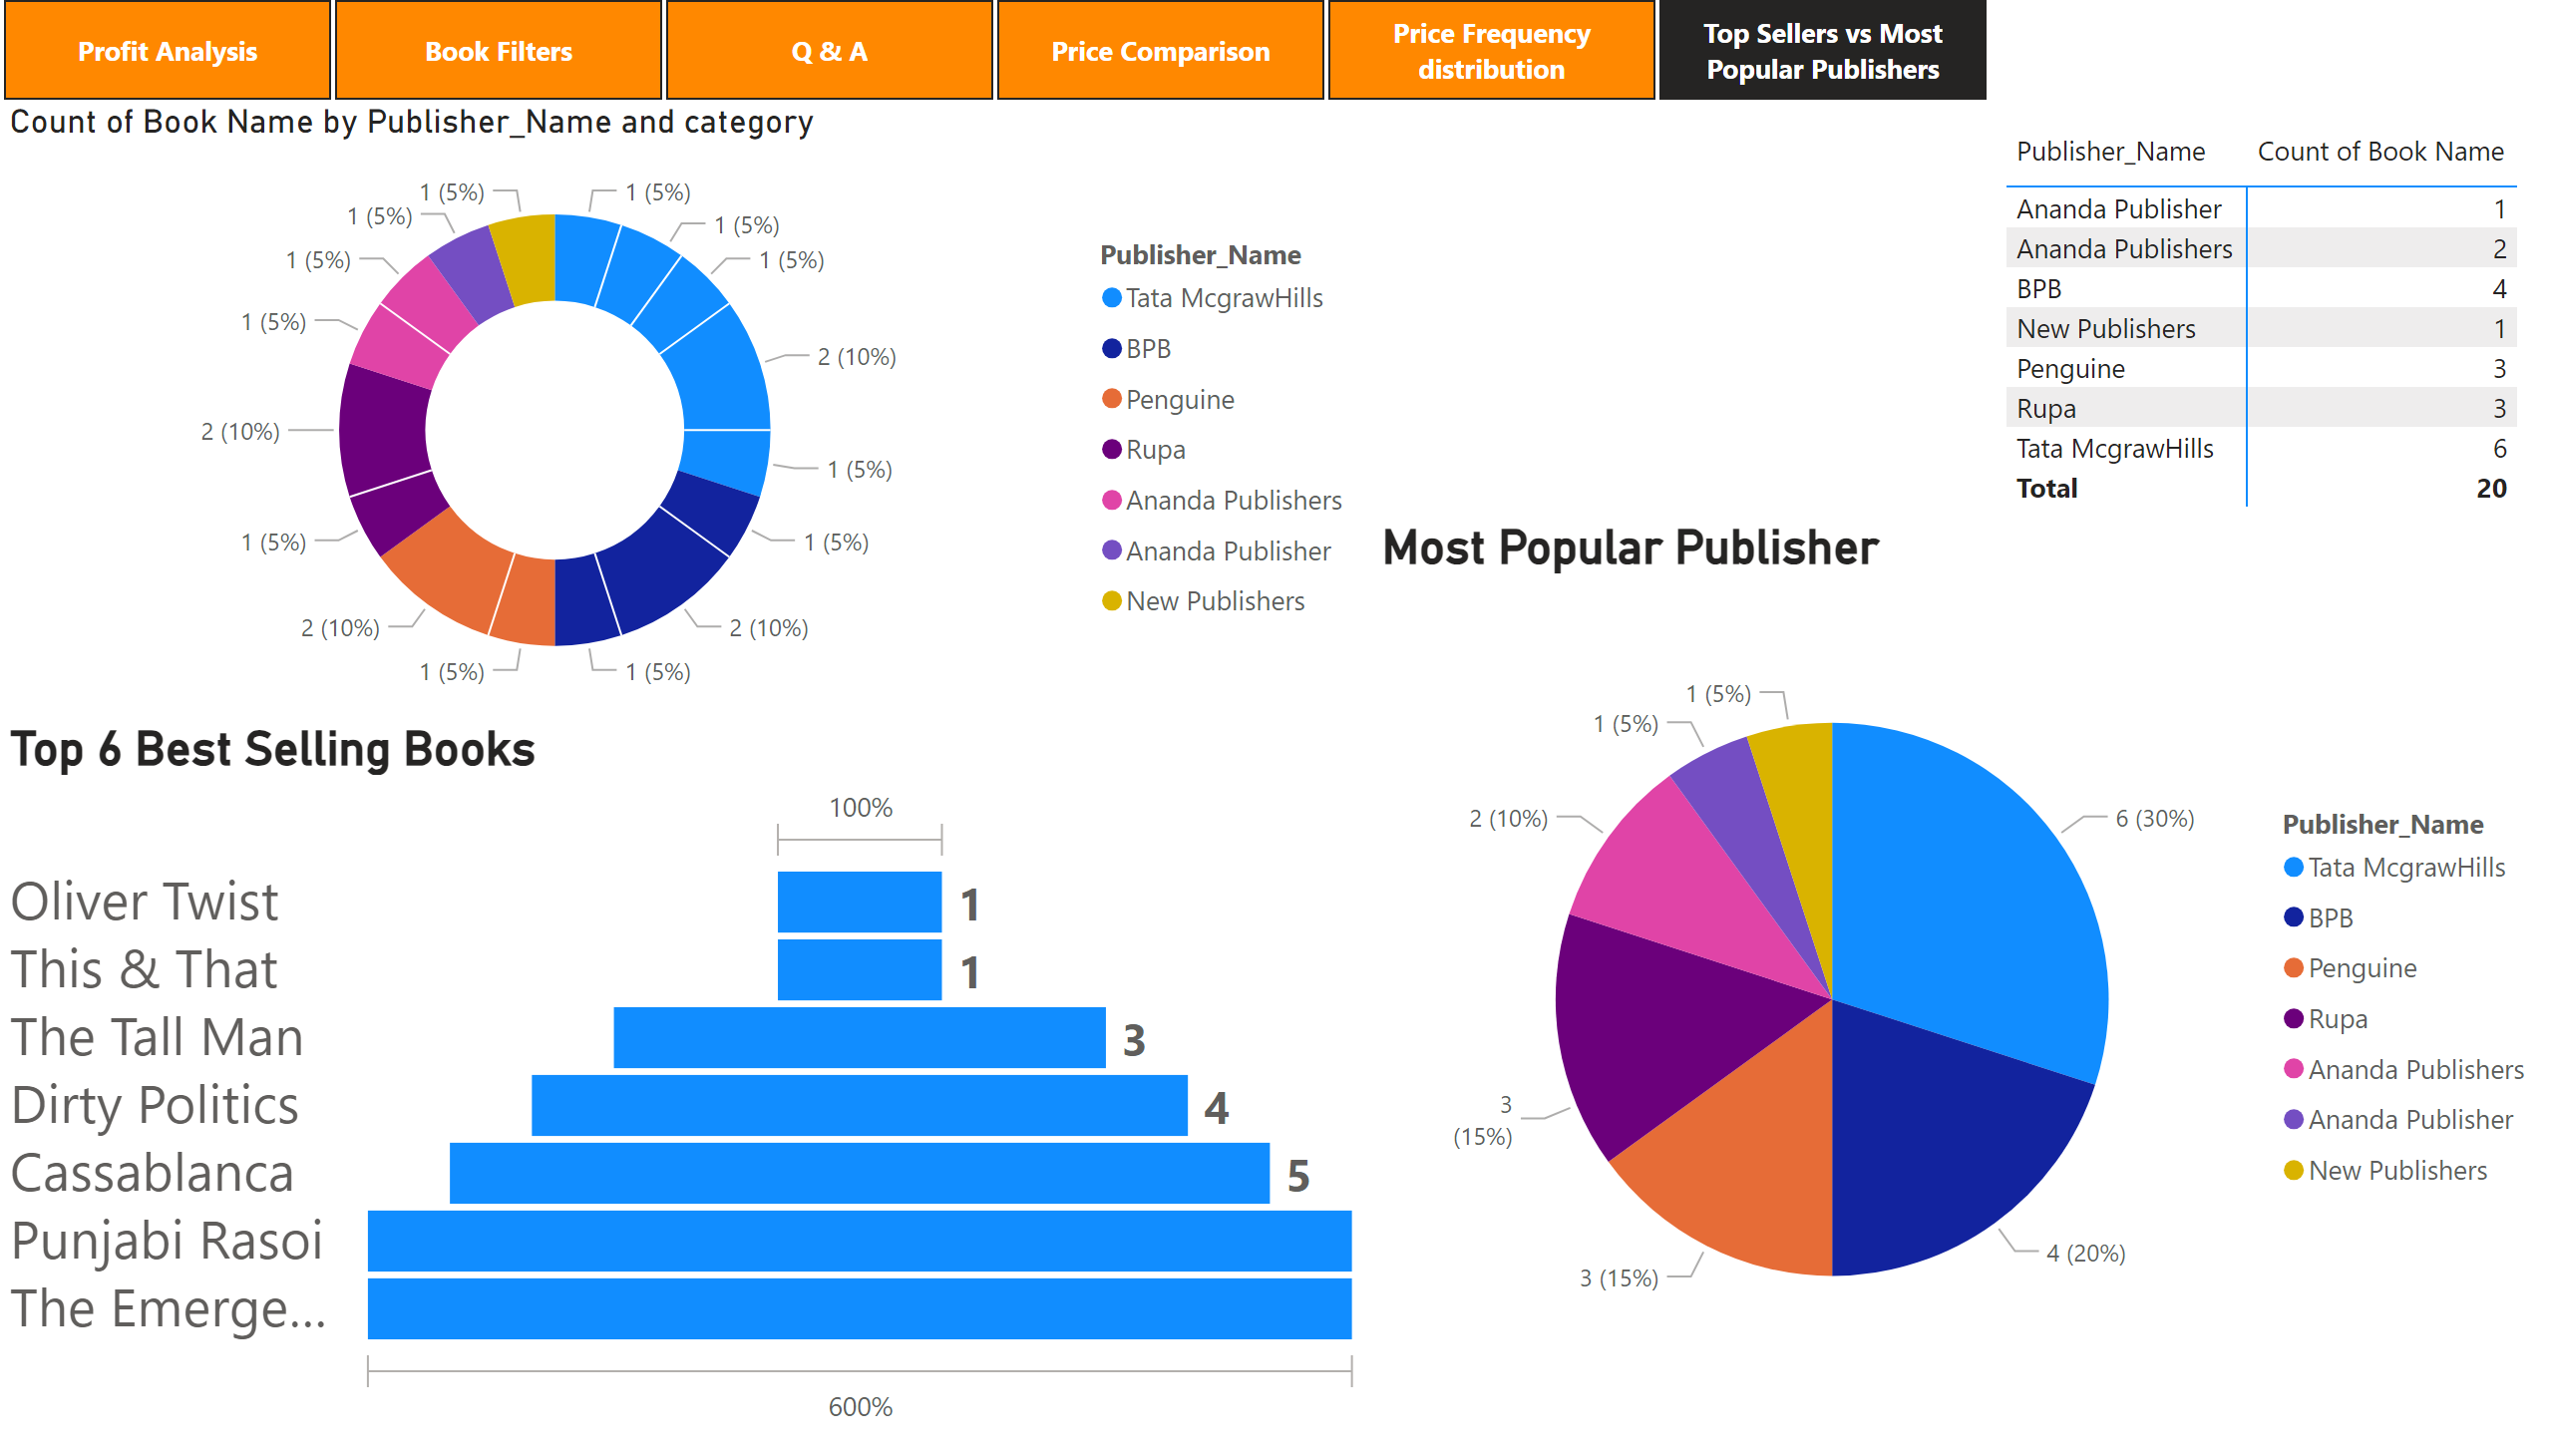 Profit Analysis
Book Filters
Q & A
Price Comparison
Price Frequency
distribution
Top Sellers vs Most
Popular Publishers
Count of Book Name by Publisher_Name and category
1 (5%)
1 (5%)
1 (5%)
2 (10%)
1 (5%)
1 (5%)
2 (10%)
1 (5%)
1 (5%)
2 (10%)
1 (5%)
2 (10%)
1 (5%)
1 (5%)
1 (5%)
1 (5%)
Publisher_Name
Tata McgrawHills
BPB
Penguine
Rupa
Ananda Publishers
Ananda Publisher
New Publishers
Publisher_Name Count of Book Name
Ananda Publisher 1
Ananda Publishers 2
BPB 4
New Publishers 1
Penguine 3
Rupa 3
Tata McgrawHills 6
Total 20
Top 6 Best Selling Books
100%
Oliver Twist 1
This & That 1
The Tall Man 3
Dirty Politics 4
Cassablanca 5
Punjabi Rasoi
The Emerge...
600%
Most Popular Publisher
6 (30%)
4 (20%)
3 (15%)
3
(15%)
2 (10%)
1 (5%)
1 (5%)
Publisher_Name
Tata McgrawHills
BPB
Penguine
Rupa
Ananda Publishers
Ananda Publisher
New Publishers